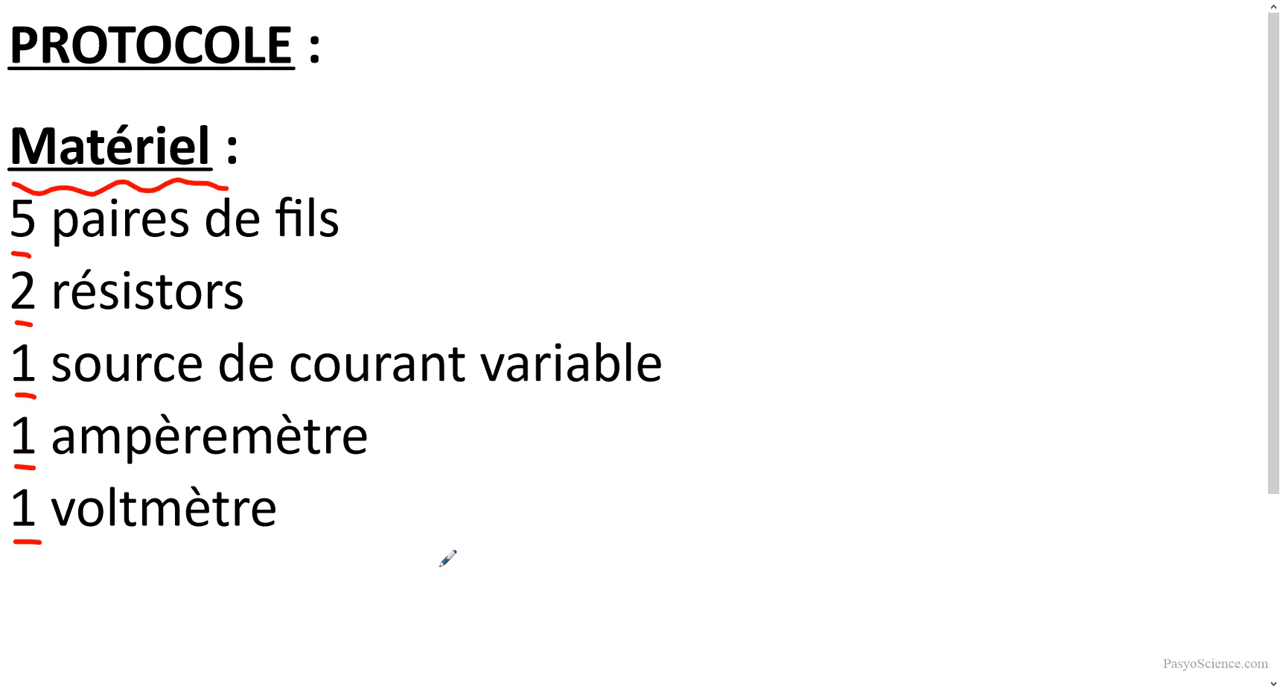 PROTOCOLE :
Matériel :
5 paires de fils
2 résistors
1 source de courant variable
1 ampèremètre
1 voltmètre
PasyoScience.com